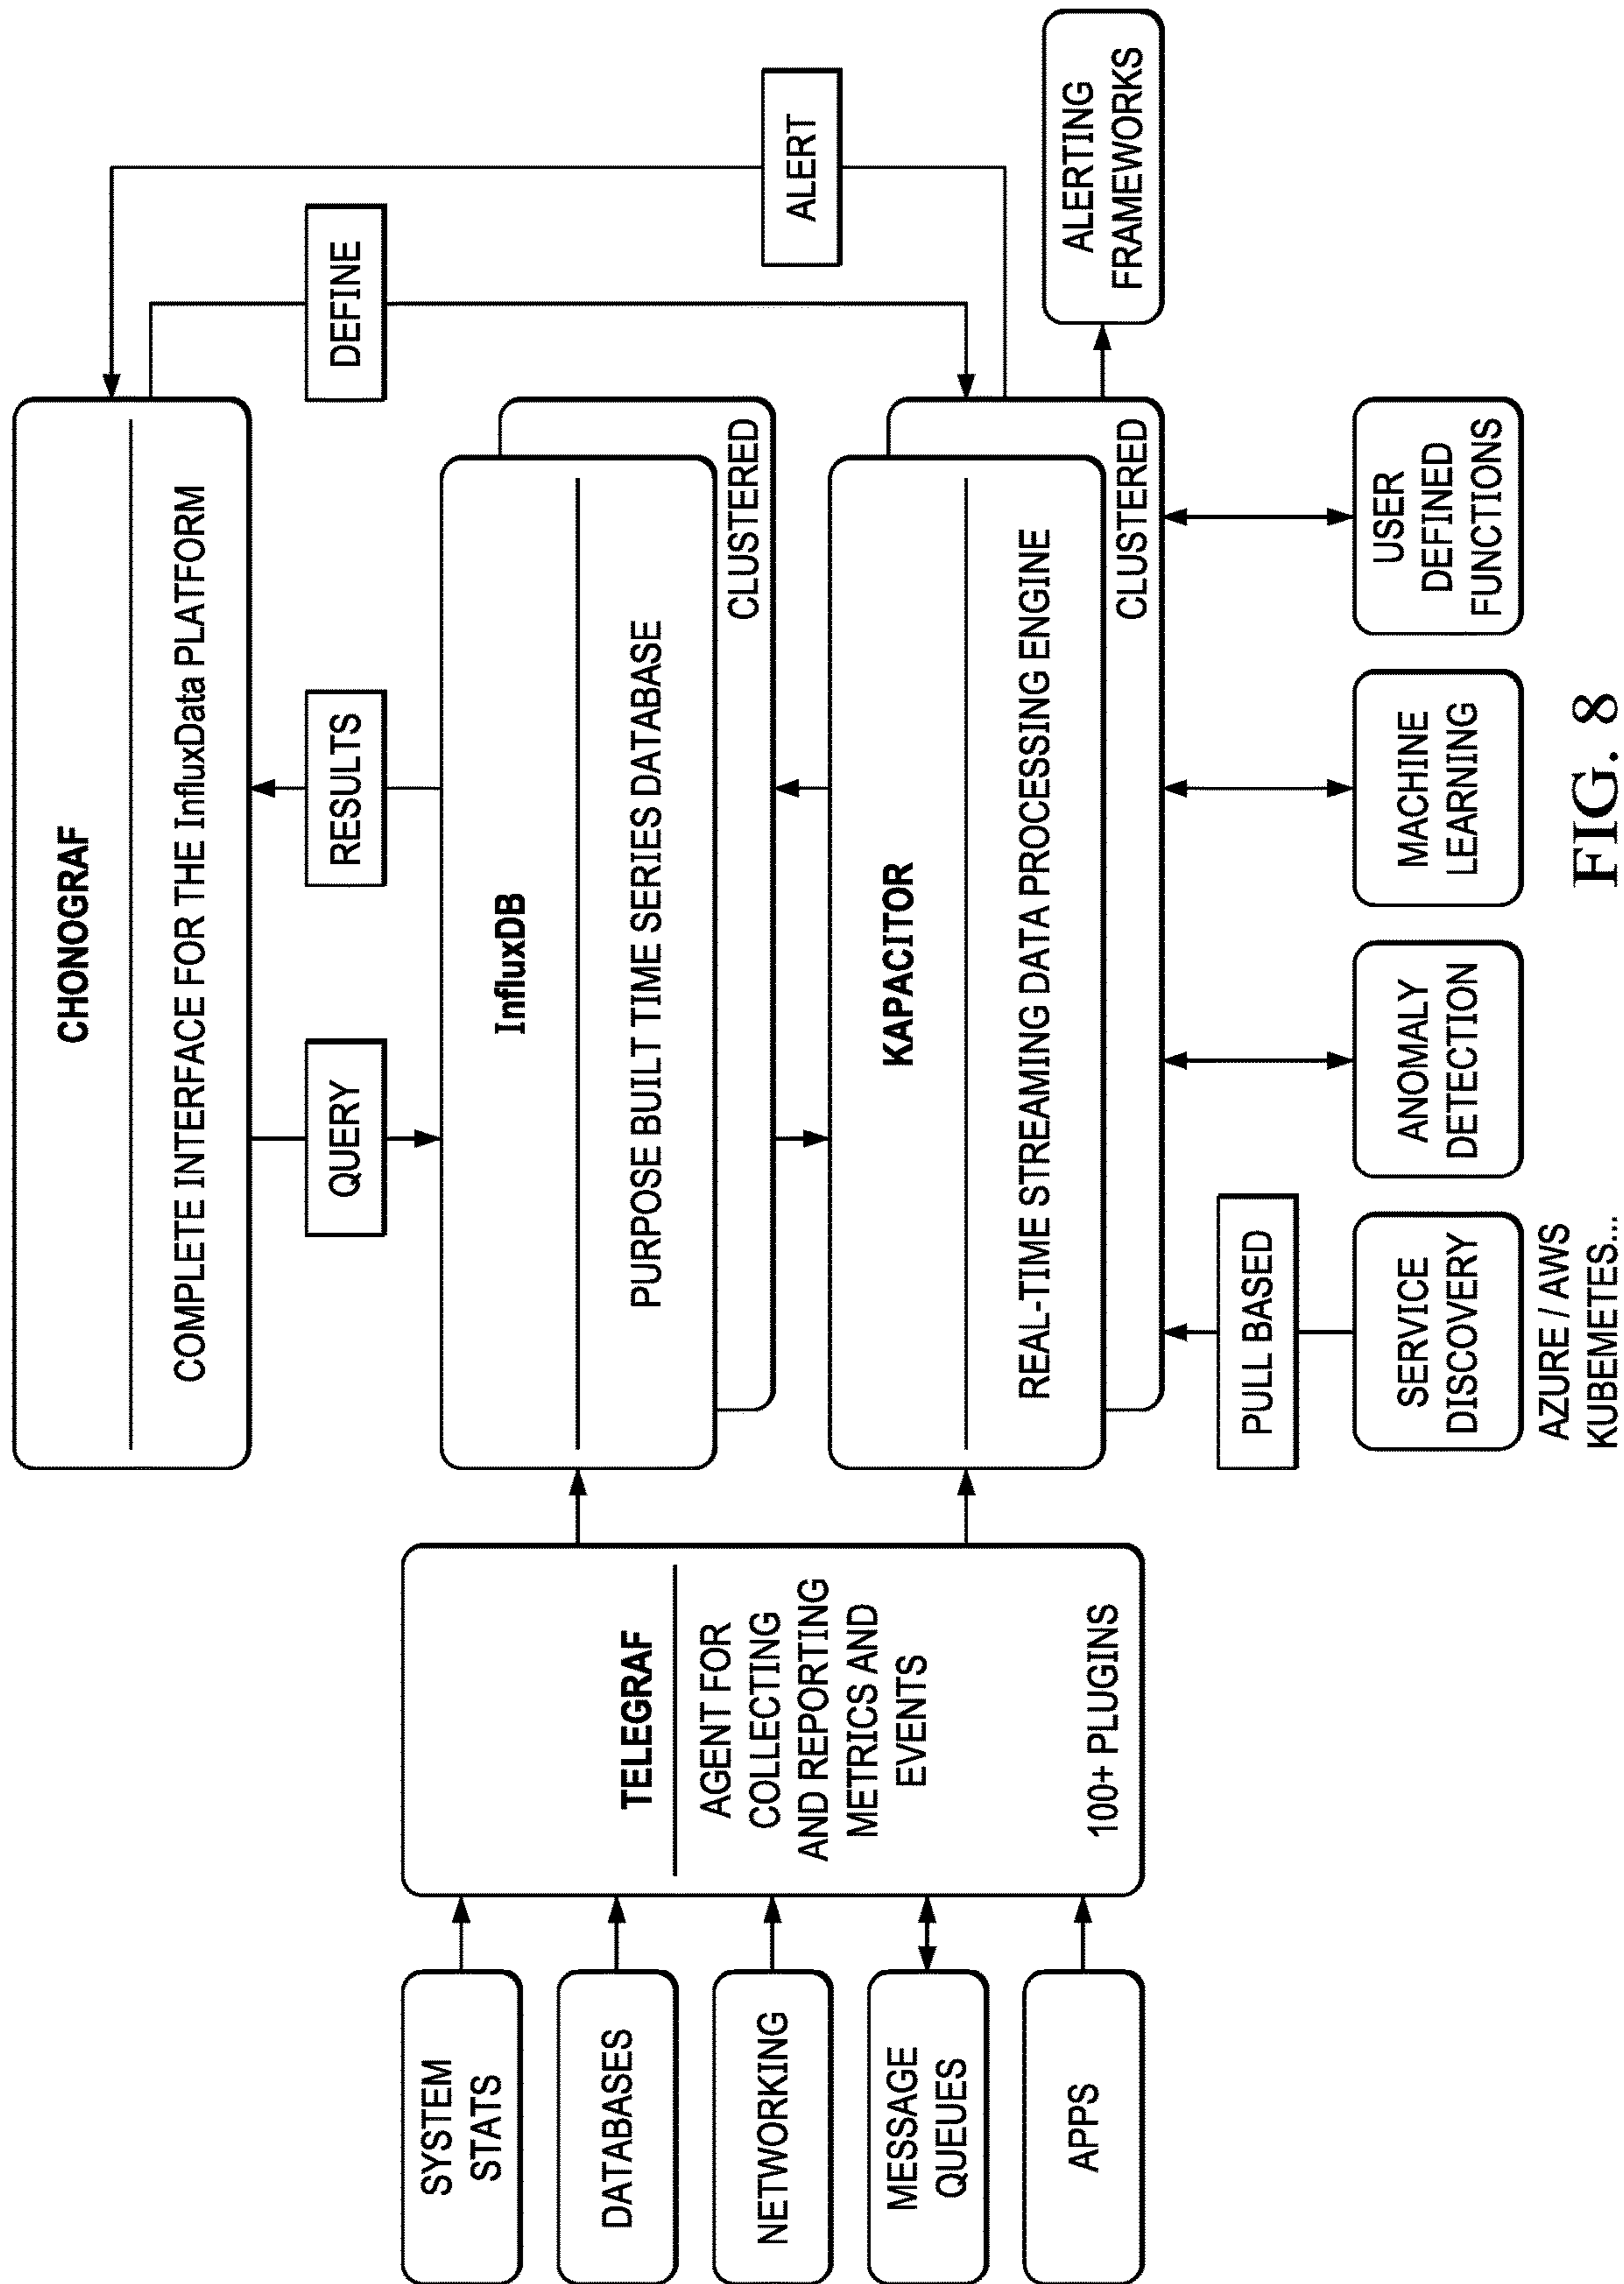 CHONOGRAF
COMPLETE INTERFACE FOR THE InfluxData PLATFORM
QUERY
RESULTS
DEFINE
ALERT
SYSTEM
STATS
DATABASES
NETWORKING
MESSAGE
QUEUES
APPS
TELEGRAF
AGENT FOR
COLLECTING
AND REPORTING
METRICS AND
EVENTS
100+ PLUGINS
InfluxDB
PURPOSE BUILT TIME SERIES DATABASE
CLUSTERED
KAPACITOR
REAL-TIME STREAMING DATA PROCESSING ENGINE
CLUSTERED
ALERTING
FRAMEWORKS
PULL BASED
SERVICE
DISCOVERY
AZURE / AWS
KUBEMETES...
ANOMALY
DETECTION
MACHINE
LEARNING
USER
DEFINED
FUNCTIONS
FIG. 8